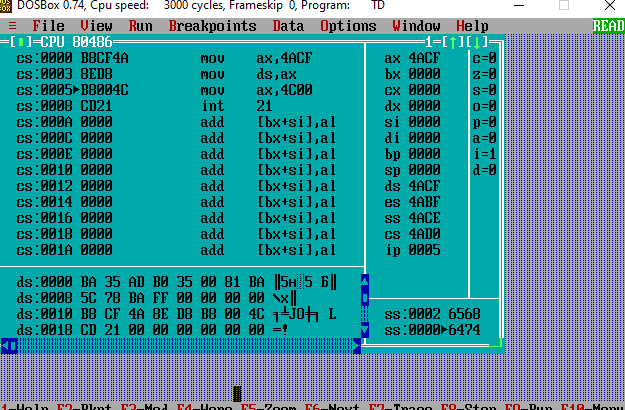 DOSBox 0.74, Cpu speed: 3000 cycles, Frameskip 0, Program: TD
≡ File View Run Breakpoints Data Options Window Help READ
=[▮]=CPU 80486 1=[↑][↓]=
cs:0000 B8CF4A mov ax,4ACF ax 4ACF c=0
cs:0003 8ED8 mov ds,ax bx 0000 z=0
cs:0005▶B8004C mov ax,4C00 cx 0000 s=0
cs:0008 CD21 int 21 dx 0000 o=0
cs:000A 0000 add [bx+si],al si 0000 p=0
cs:000C 0000 add [bx+si],al di 0000 a=0
cs:000E 0000 add [bx+si],al bp 0000 i=1
cs:0010 0000 add [bx+si],al sp 0000 d=0
cs:0012 0000 add [bx+si],al ds 4ACF
cs:0014 0000 add [bx+si],al es 4ABF
cs:0016 0000 add [bx+si],al ss 4ACE
cs:0018 0000 add [bx+si],al cs 4AD0
cs:001A 0000 add [bx+si],al ip 0005
ds:0000 BA 35 AD B0 35 00 81 BA ║5н░5 Б║
ds:0008 5C 78 BA FF 00 00 00 00 \x║
ds:0010 B8 CF 4A 8E D8 B8 00 4C ╕╧JО╪╕ L ss:0002 6568
ds:0018 CD 21 00 00 00 00 00 00 =! ss:0000▶6474
1-Help F2-Bkpt F3-Mod F4-Here F5-Zoom F6-Next F7-Trace F8-Step F9-Run F10-Menu